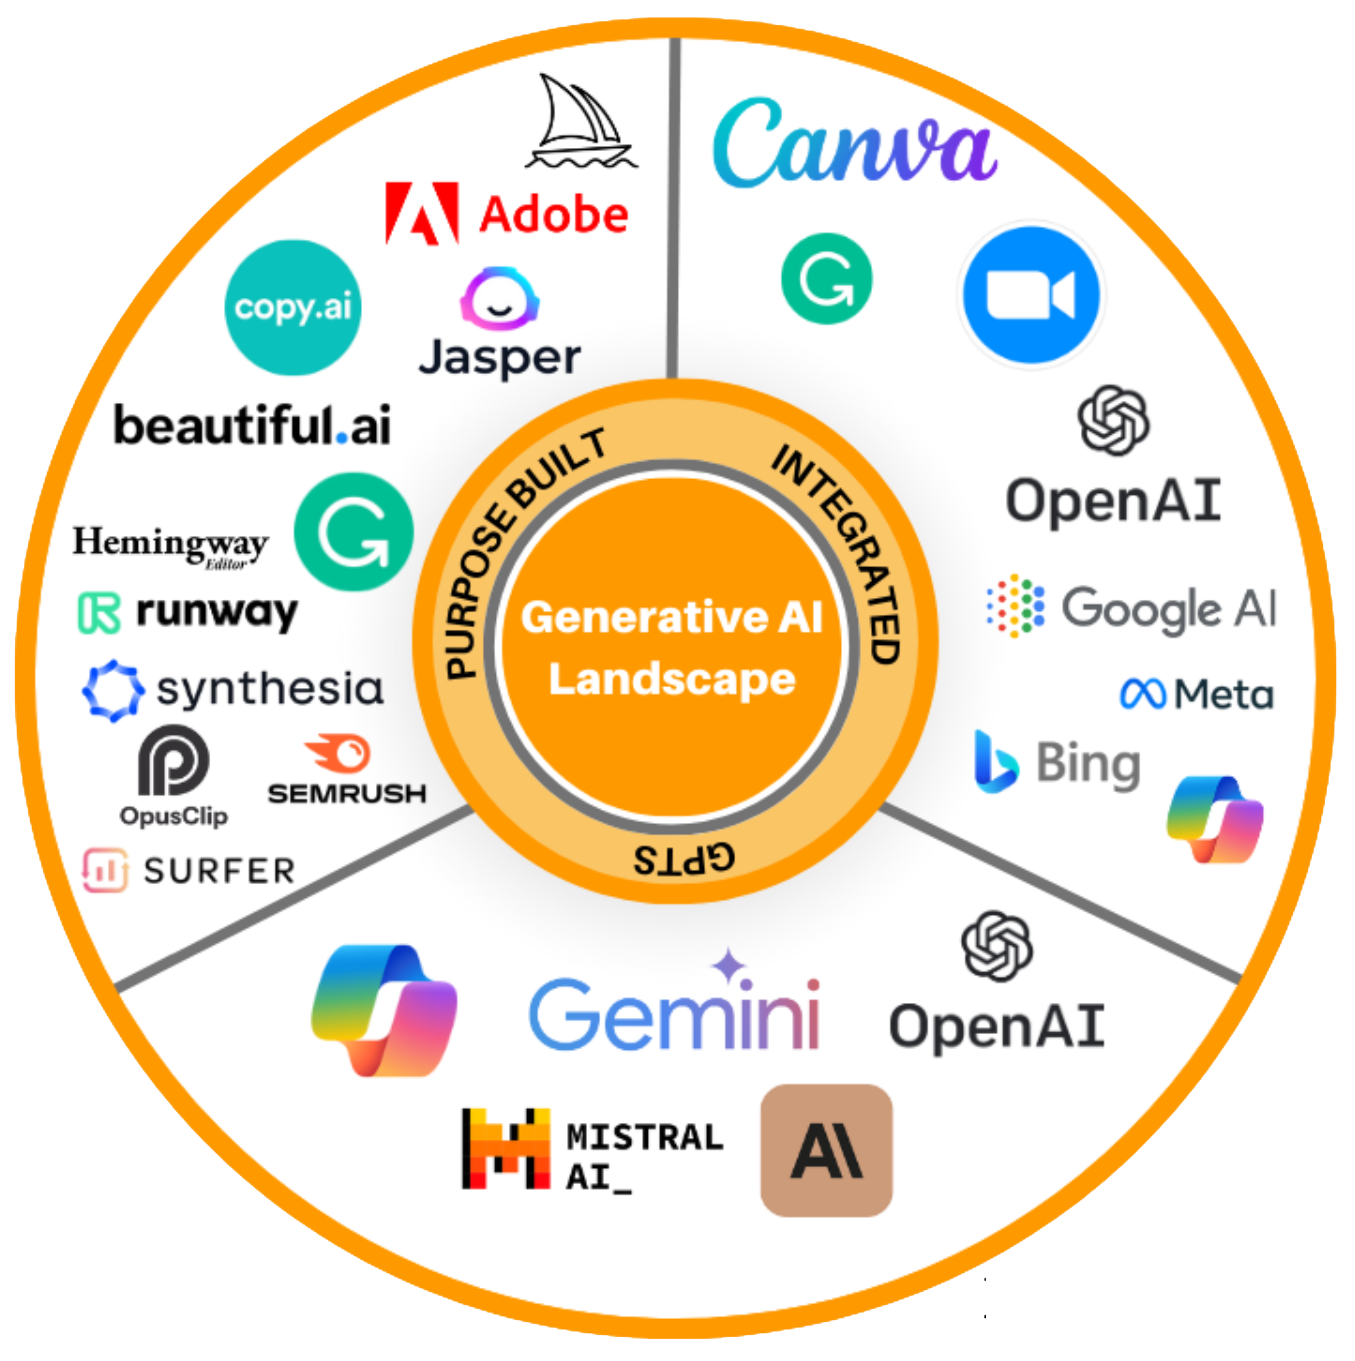 Canva
Adobe
copy.ai
Jasper
beautiful.ai
OpenAI
PURPOSE BUILT
INTEGRATED
Hemingway
Editor
runway
Generative AI
Landscape
Google AI
synthesia
Meta
Bing
OpusClip
SEMRUSH
SURFER
GPTS
Gemini
OpenAI
MISTRAL
AI_
A\